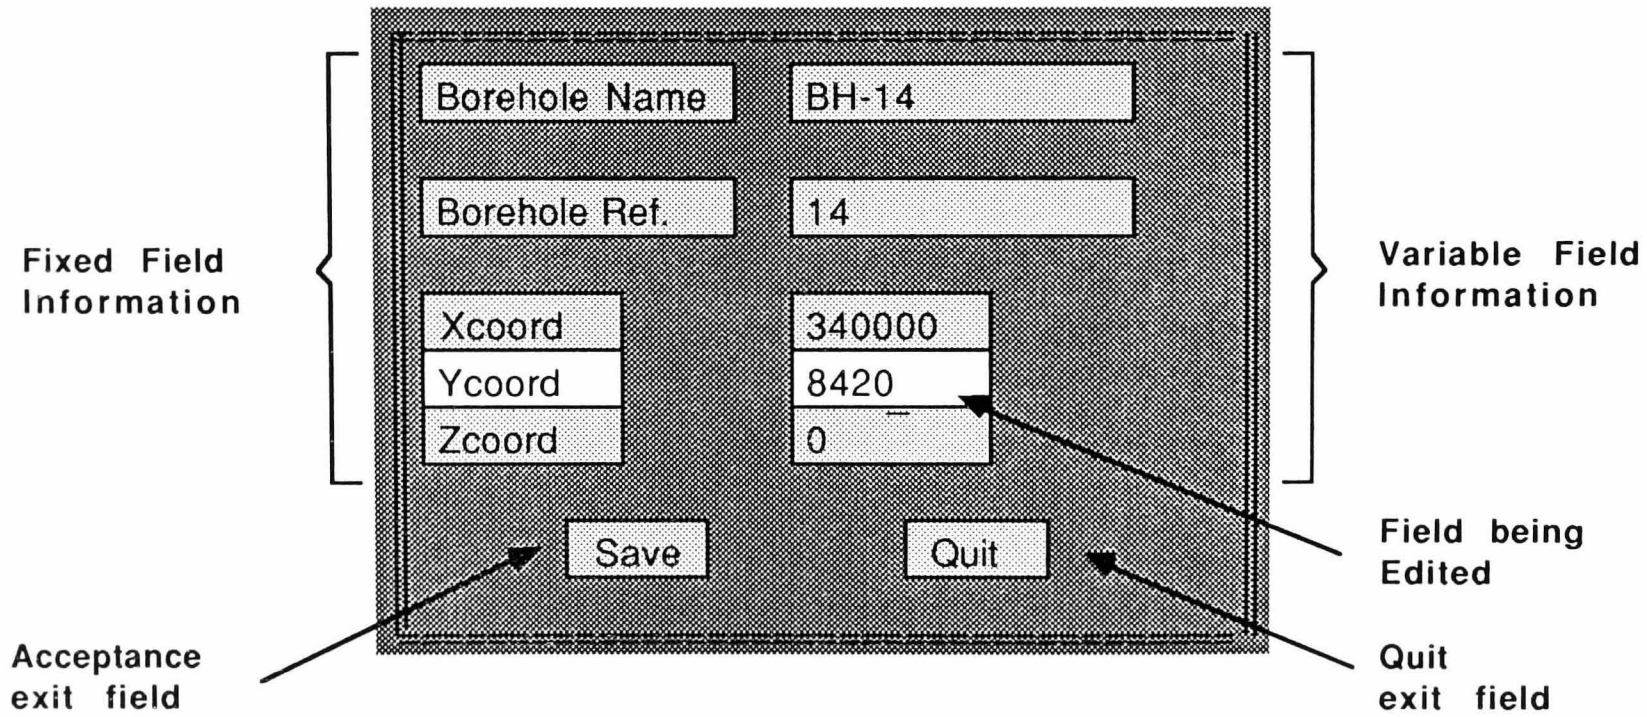 Borehole Name BH-14
Borehole Ref. 14
Fixed Field
Information
Variable Field
Information
Xcoord 340000
Ycoord 8420
Zcoord 0
Field being
Edited
Save Quit
Acceptance
exit field
Quit
exit field